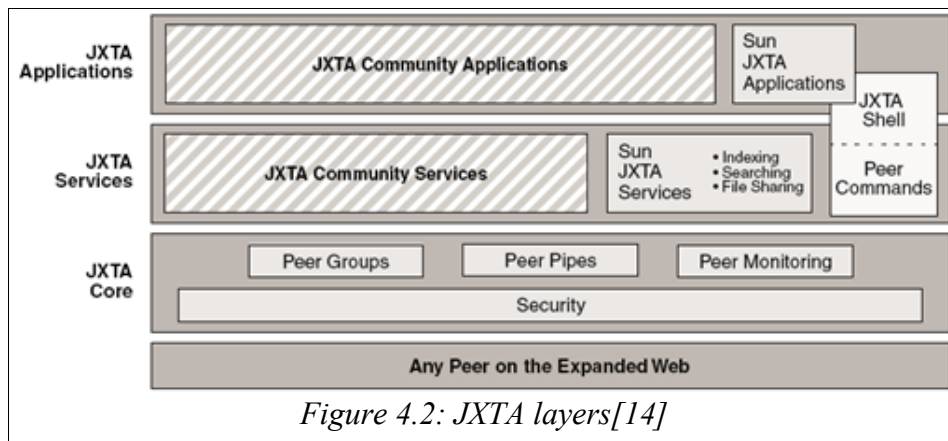 JXTA
Applications
JXTA Community Applications
Sun
JXTA
Applications
JXTA
Shell
Peer
Commands
JXTA
Services
JXTA Community Services
Sun
JXTA
Services
• Indexing
• Searching
• File Sharing
JXTA
Core
Peer Groups
Peer Pipes
Peer Monitoring
Security
Any Peer on the Expanded Web
Figure 4.2: JXTA layers[14]